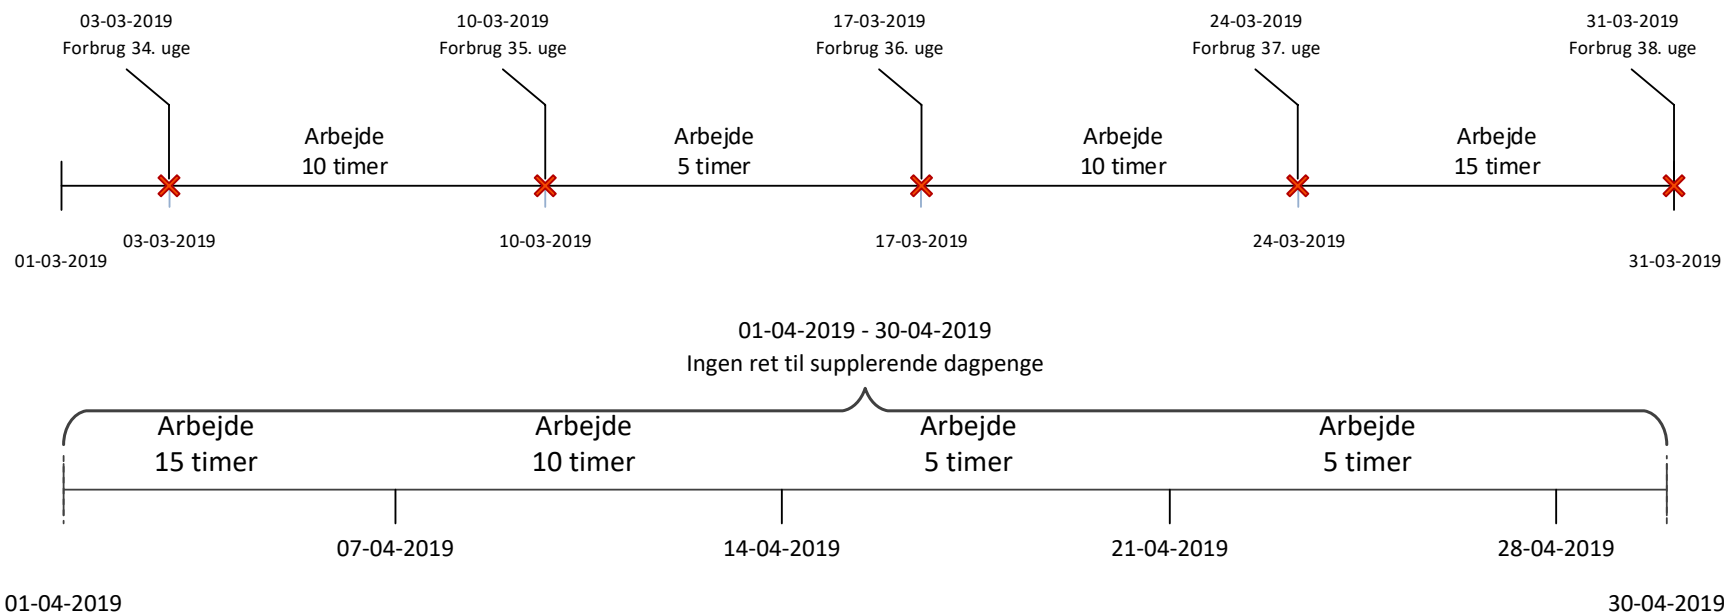 03-03-2019
Forbrug 34. uge
10-03-2019
Forbrug 35. uge
17-03-2019
Forbrug 36. uge
24-03-2019
Forbrug 37. uge
31-03-2019
Forbrug 38. uge
Arbejde
10 timer
Arbejde
5 timer
Arbejde
10 timer
Arbejde
15 timer
03-03-2019
10-03-2019
17-03-2019
24-03-2019
01-03-2019
31-03-2019
01-04-2019 - 30-04-2019
Ingen ret til supplerende dagpenge
Arbejde
15 timer
Arbejde
10 timer
Arbejde
5 timer
Arbejde
5 timer
07-04-2019
14-04-2019
21-04-2019
28-04-2019
01-04-2019
30-04-2019